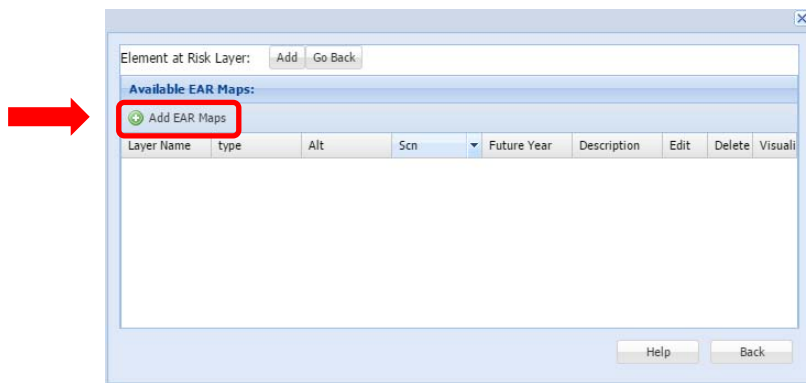 Element at Risk Layer: Add Go Back
Available EAR Maps:
Add EAR Maps
Layer Name type Alt Scn Future Year Description Edit Delete Visuali
Help Back